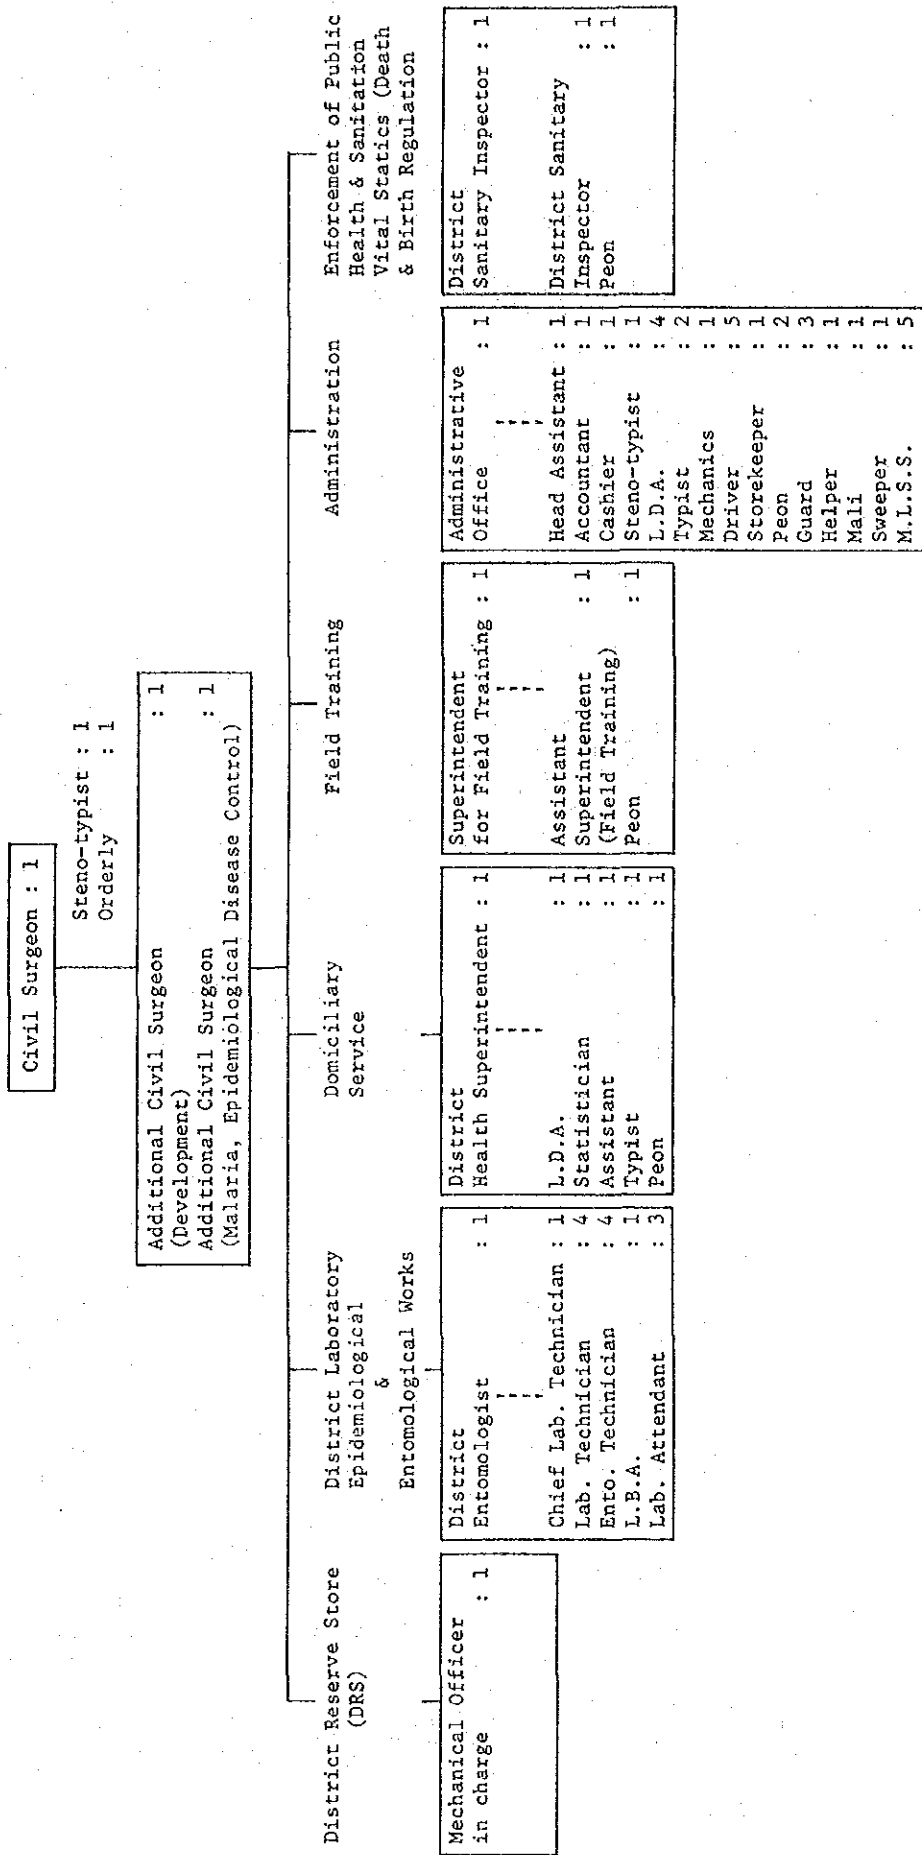 Civil Surgeon : 1
Steno-typist : 1
Orderly : 1
Additional Civil Surgeon : 1
(Development)
Additional Civil Surgeon : 1
(Malaria, Epidemiological Disease Control)
District Reserve Store
(DRS)
Mechanical Officer
in charge : 1
District Laboratory
Epidemiological
&
Entomological Works
District
Entomologist : 1
Chief Lab. Technician : 1
Lab. Technician : 4
Ento. Technician : 4
L.B.A. : 1
Lab. Attendant : 3
Domiciliary
Service
District
Health Superintendent : 1
L.D.A. : 1
Statistician : 1
Assistant : 1
Typist : 1
Peon : 1
Field Training
Superintendent
for Field Training : 1
Assistant
Superintendent : 1
(Field Training)
Peon : 1
Administration
Administrative
Office : 1
Head Assistant : 1
Accountant : 1
Cashier : 1
Steno-typist : 1
L.D.A. : 4
Typist : 2
Mechanics : 1
Driver : 5
Storekeeper : 1
Peon : 2
Guard : 3
Helper : 1
Mali : 1
Sweeper : 1
M.L.S.S. : 5
Enforcement of Public
Health & Sanitation
Vital Statics (Death
& Birth Regulation
District
Sanitary Inspector : 1
District Sanitary
Inspector : 1
Peon : 1